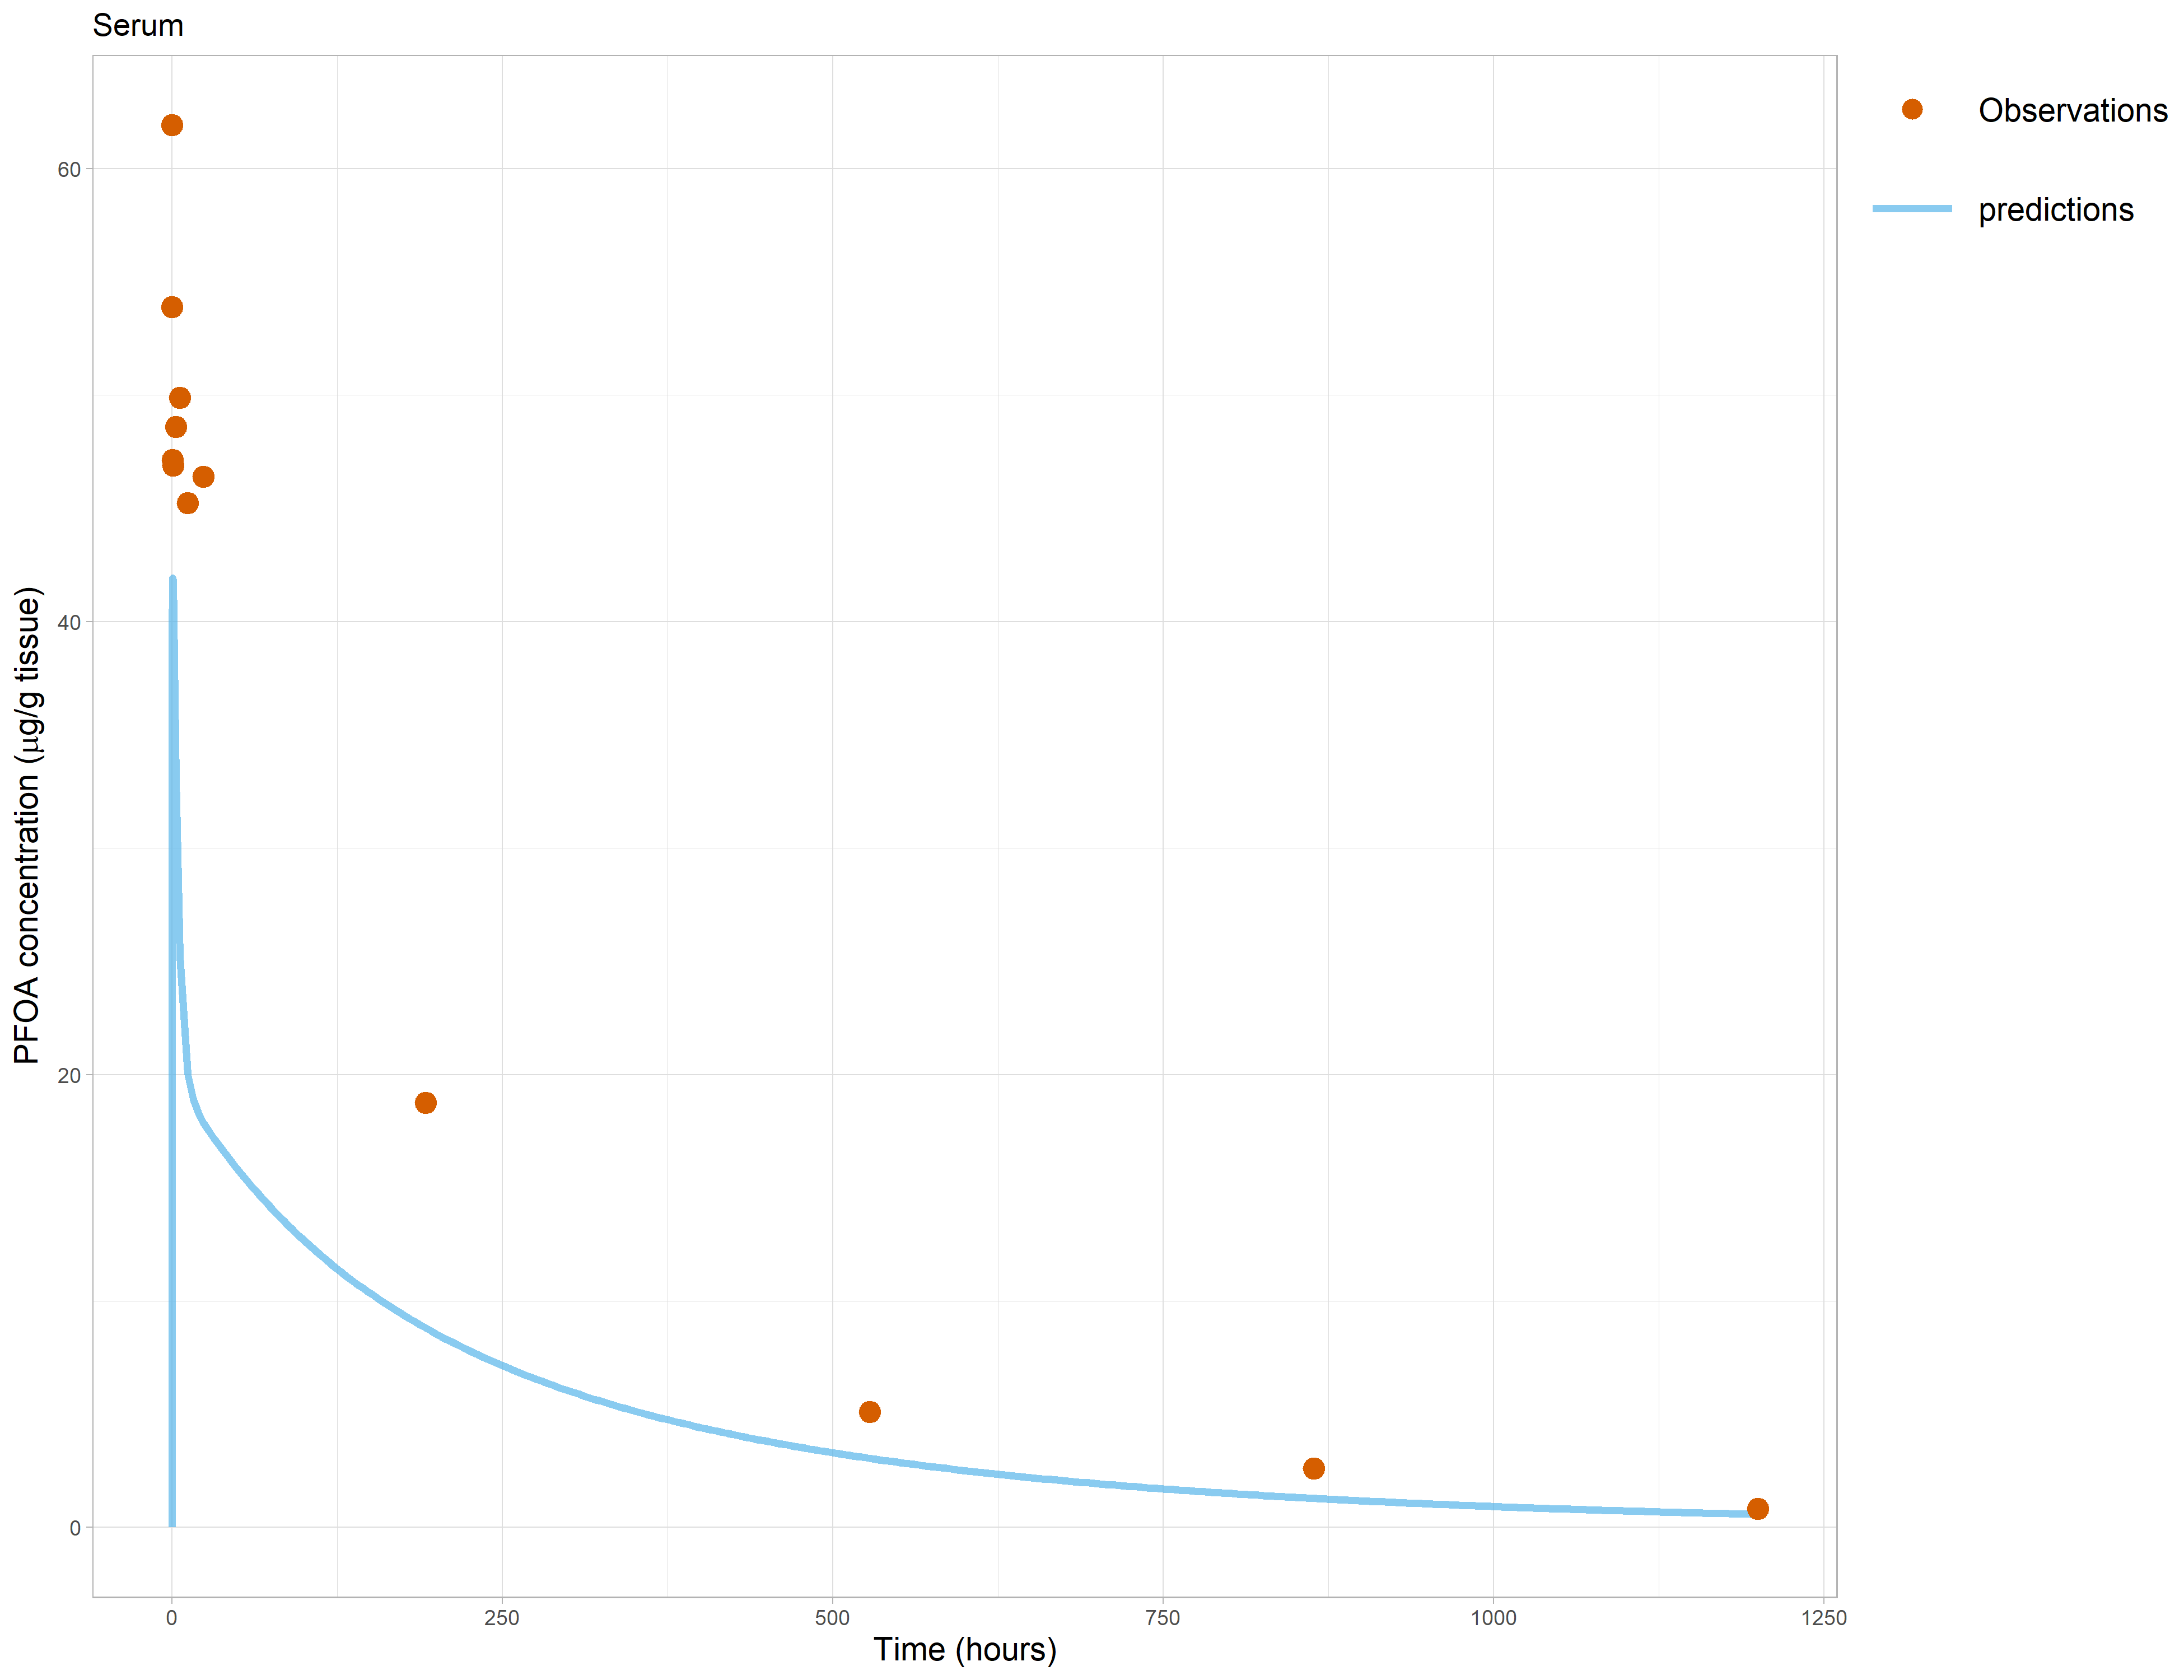 Serum
Observations
predictions
PFOA concentration (μg/g tissue)
60
40
20
0
0
250
500
750
1000
1250
Time (hours)